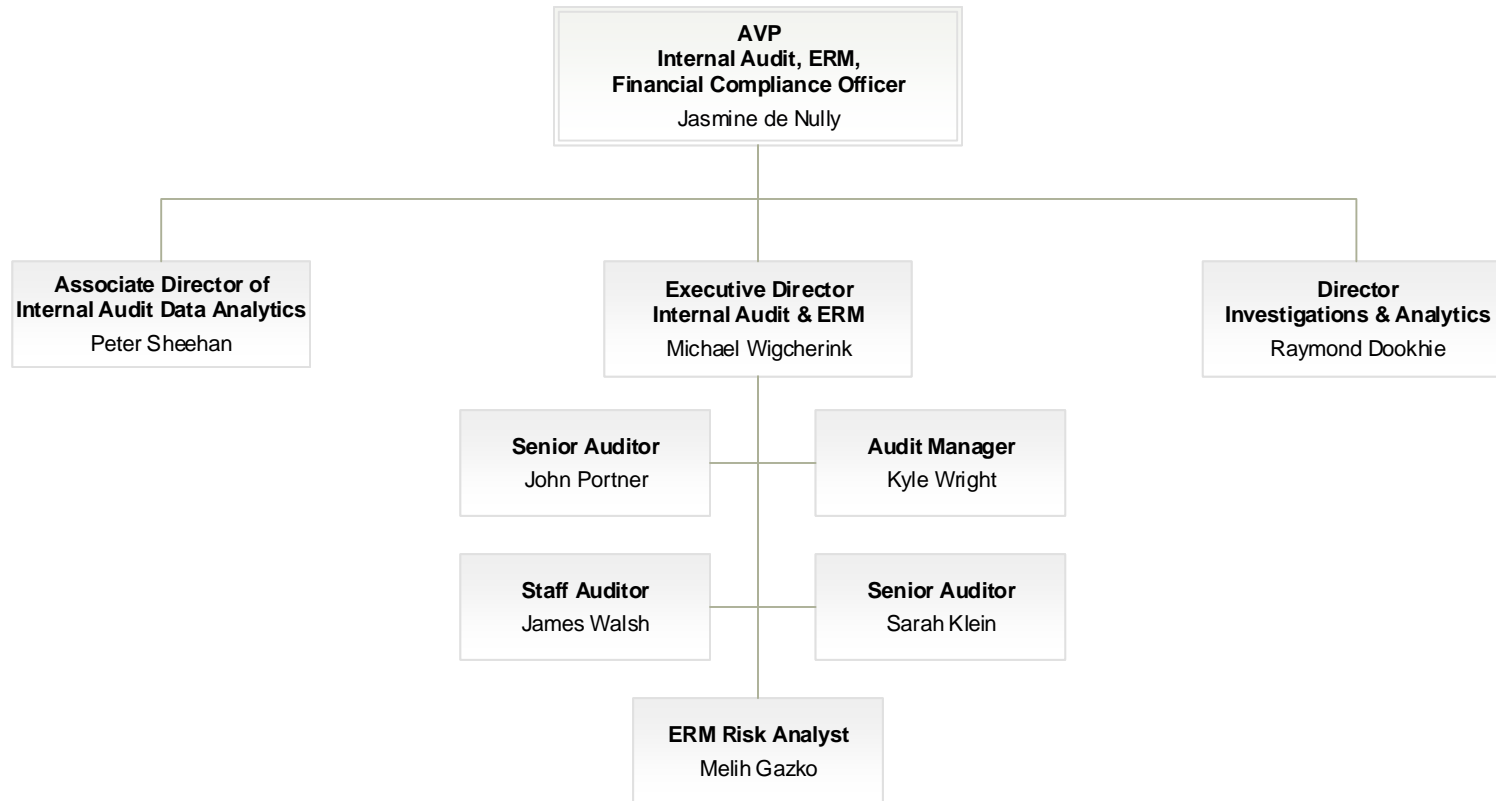 AVP
Internal Audit, ERM,
Financial Compliance Officer
Jasmine de Nully
Associate Director of
Internal Audit Data Analytics
Peter Sheehan
Executive Director
Internal Audit & ERM
Michael Wigcherink
Director
Investigations & Analytics
Raymond Dookhie
Senior Auditor
John Portner
Audit Manager
Kyle Wright
Staff Auditor
James Walsh
Senior Auditor
Sarah Klein
ERM Risk Analyst
Melih Gazko